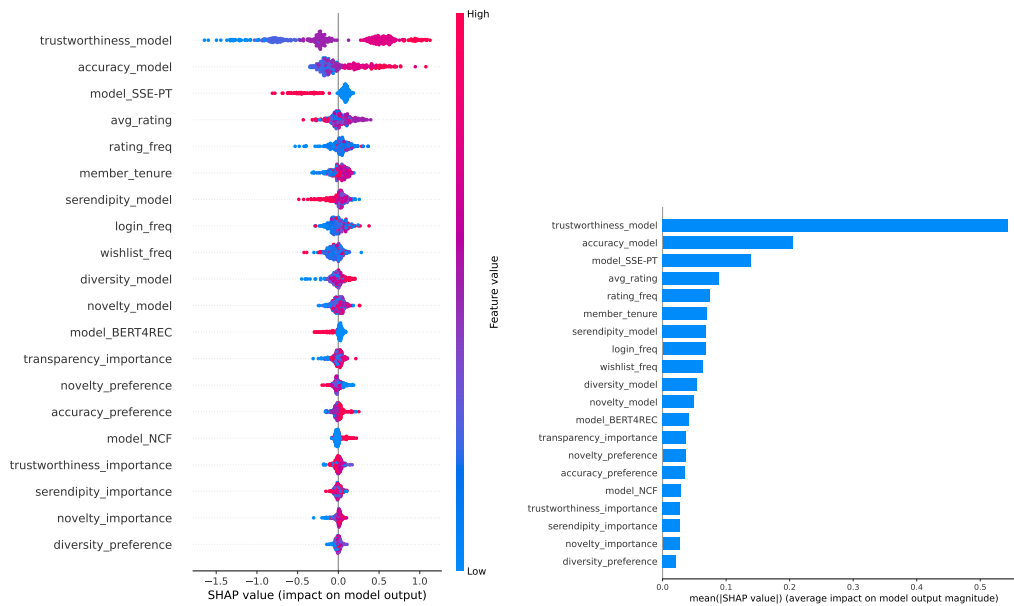 High
trustworthiness_model
accuracy_model
model_SSE-PT
avg_rating
rating_freq
member_tenure
serendipity_model
login_freq
wishlist_freq
diversity_model
novelty_model
model_BERT4REC
transparency_importance
novelty_preference
accuracy_preference
model_NCF
trustworthiness_importance
serendipity_importance
novelty_importance
diversity_preference
−1.5 −1.0 −0.5 0.0 0.5 1.0
SHAP value (impact on model output)
Low
Feature value
trustworthiness_model
accuracy_model
model_SSE-PT
avg_rating
rating_freq
member_tenure
serendipity_model
login_freq
wishlist_freq
diversity_model
novelty_model
model_BERT4REC
transparency_importance
novelty_preference
accuracy_preference
model_NCF
trustworthiness_importance
serendipity_importance
novelty_importance
diversity_preference
0.0 0.1 0.2 0.3 0.4 0.5
mean(|SHAP value|) (average impact on model output magnitude)